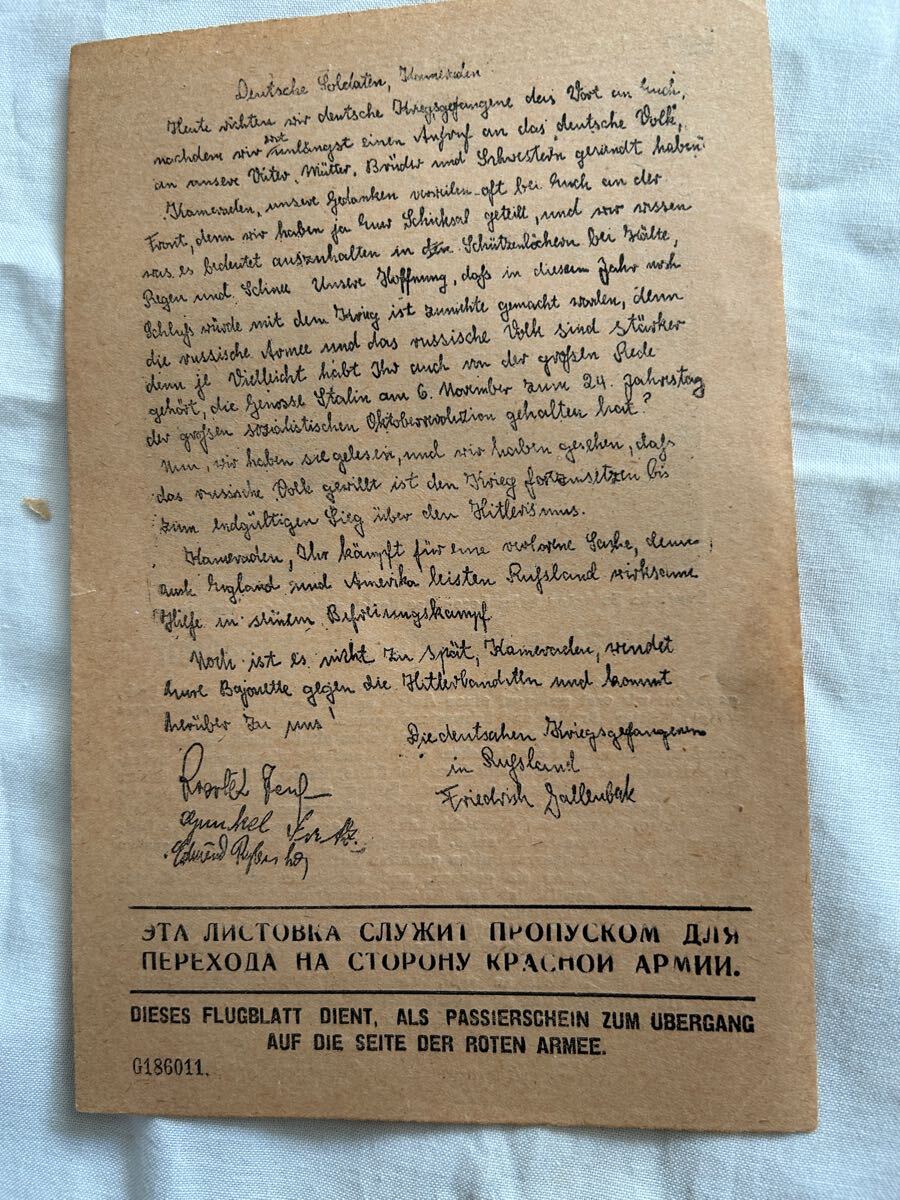 Deutsche Soldaten, Kameraden
Heute richten wir deutsche Kriegsgefangene das Wort an Euch,
nachdem wir erst unlängst einen Aufruf an das deutsche Volk,
an unsere Väter, Mütter, Brüder und Schwestern gesandt haben
Kameraden, unsere Gedanken verweilen oft bei Euch an der
Front, denn wir haben ja Euer Schicksal geteilt, und wir wissen
was es bedeutet auszuhalten in den Schützenlöchern bei Kälte,
Regen und Schnee Unsere Hoffnung, daß in diesem Jahr noch
Schluß würde mit dem Krieg ist zunichte gemacht worden, denn
die russische Armee und das russische Volk sind stärker
denn je Vielleicht habt Ihr auch von der großen Rede
gehört, die Genosse Stalin am 6. November zum 24. Jahrestag
der großen sozialistischen Oktoberrevolution gehalten hat?
Nun, wir haben sie gelesen, und wir haben gesehen, daß
das russische Volk gewillt ist den Krieg fortzusetzen bis
zum endgültigen Sieg über den Hitlerismus.
Kameraden, Ihr kämpft für eine verlorene Sache, denn
auch England und Amerika leisten Rußland wirksame
Hilfe in seinem Befreiungskampf
Noch ist es nicht zu spät, Kameraden, wendet
Eure Bajonette gegen die Hitlerbanditen und kommt
herüber zu uns!
Die deutschen Kriegsgefangenen
in Rußland
Friedrich Gallenbek
Gunkel
Edmund
ЭТА ЛИСТОВКА СЛУЖИТ ПРОПУСКОМ ДЛЯ
ПЕРЕХОДА НА СТОРОНУ КРАСНОЙ АРМИИ.
DIESES FLUGBLATT DIENT, ALS PASSIERSCHEIN ZUM UBERGANG
AUF DIE SEITE DER ROTEN ARMEE.
G186011.